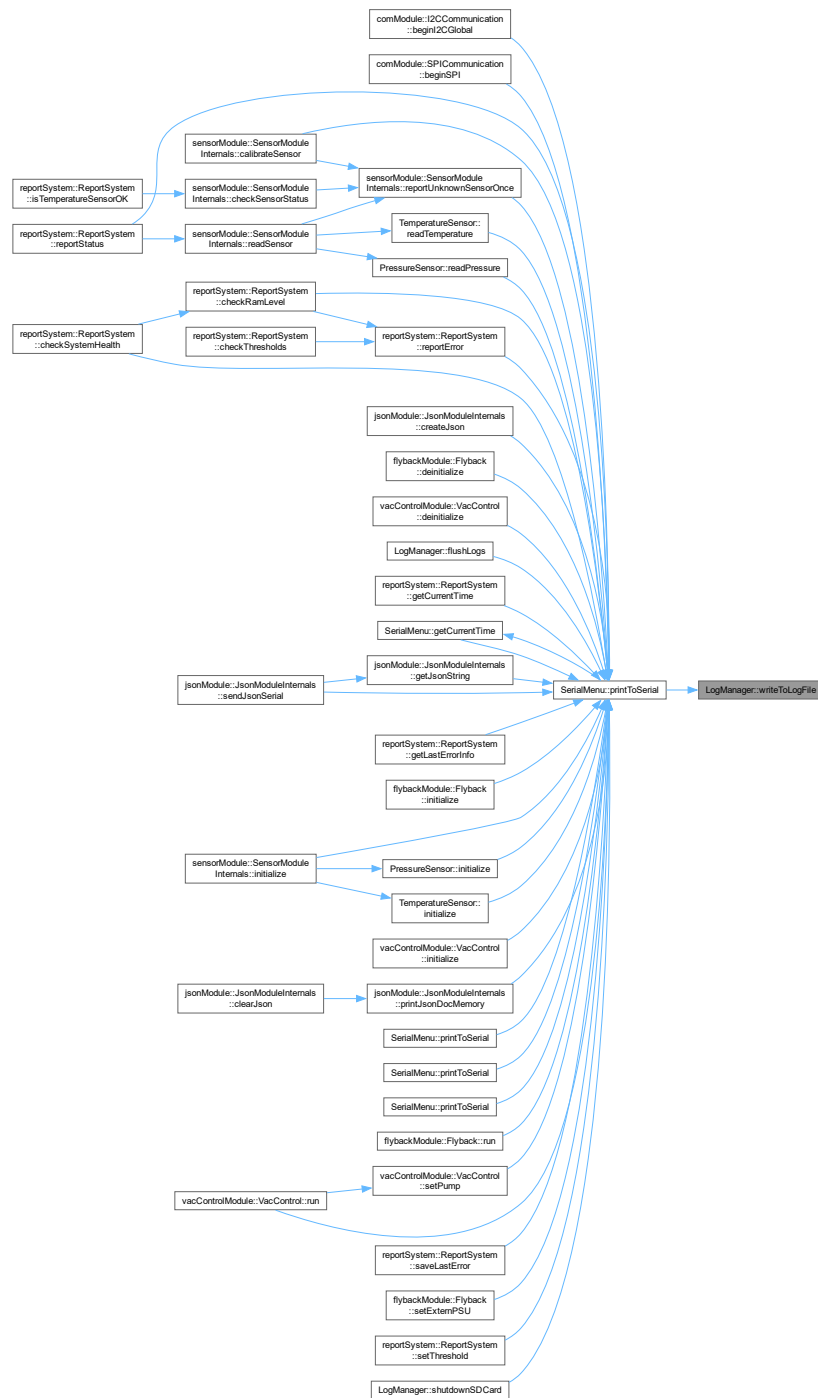 comModule::I2CCommunication
::beginI2CGlobal
comModule::SPICommunication
::beginSPI
sensorModule::SensorModule
Internals::calibrateSensor
sensorModule::SensorModule
Internals::reportUnknownSensorOnce
reportSystem::ReportSystem
::isTemperatureSensorOK
sensorModule::SensorModule
Internals::checkSensorStatus
TemperatureSensor::
readTemperature
reportSystem::ReportSystem
::reportStatus
sensorModule::SensorModule
Internals::readSensor
PressureSensor::readPressure
reportSystem::ReportSystem
::checkRamLevel
reportSystem::ReportSystem
::checkSystemHealth
reportSystem::ReportSystem
::checkThresholds
reportSystem::ReportSystem
::reportError
jsonModule::JsonModuleInternals
::createJson
flybackModule::Flyback
::deinitialize
vacControlModule::VacControl
::deinitialize
LogManager::flushLogs
reportSystem::ReportSystem
::getCurrentTime
SerialMenu::getCurrentTime
jsonModule::JsonModuleInternals
::getJsonString
jsonModule::JsonModuleInternals
::sendJsonSerial
SerialMenu::printToSerial
LogManager::writeToLogFile
reportSystem::ReportSystem
::getLastErrorInfo
flybackModule::Flyback
::initialize
sensorModule::SensorModule
Internals::initialize
PressureSensor::initialize
TemperatureSensor::
initialize
vacControlModule::VacControl
::initialize
jsonModule::JsonModuleInternals
::clearJson
jsonModule::JsonModuleInternals
::printJsonDocMemory
SerialMenu::printToSerial
SerialMenu::printToSerial
SerialMenu::printToSerial
flybackModule::Flyback::run
vacControlModule::VacControl
::setPump
vacControlModule::VacControl::run
reportSystem::ReportSystem
::saveLastError
flybackModule::Flyback
::setExternPSU
reportSystem::ReportSystem
::setThreshold
LogManager::shutdownSDCard